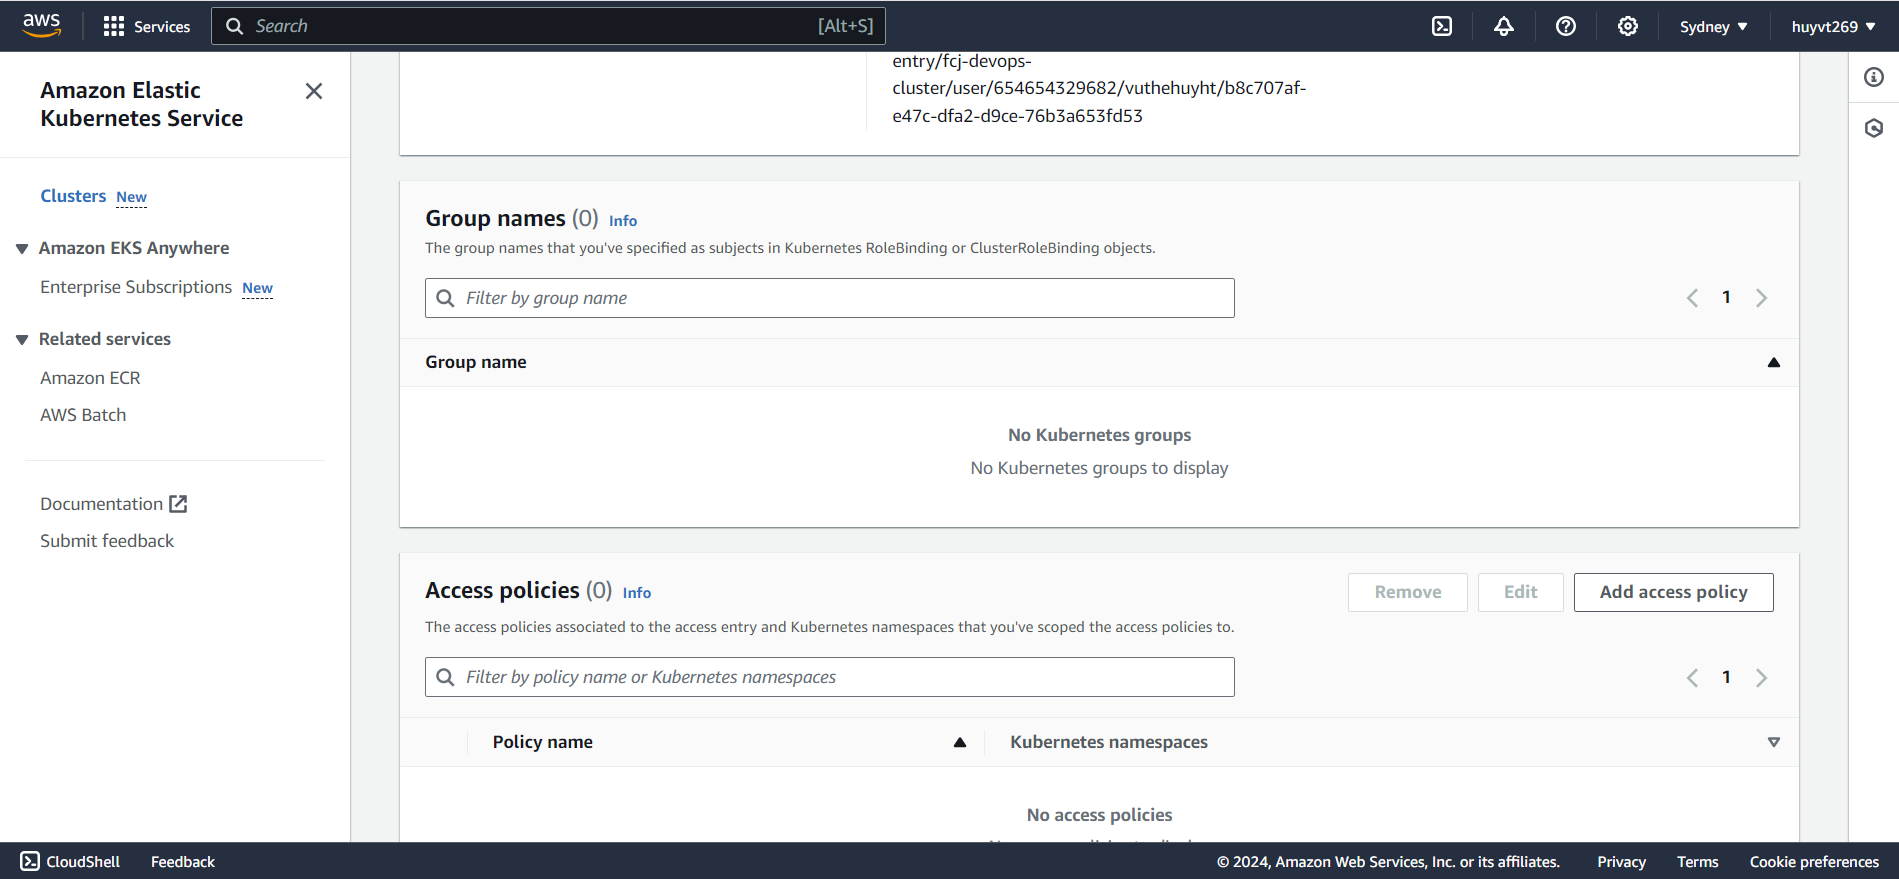 aws
Services
Search [Alt+S]
Sydney
huyvt269
Amazon Elastic
Kubernetes Service
Clusters New
Amazon EKS Anywhere
Enterprise Subscriptions New
Related services
Amazon ECR
AWS Batch
Documentation
Submit feedback
entry/fcj-devops-
cluster/user/654654329682/vuthehuyht/b8c707af-
e47c-dfa2-d9ce-76b3a653fd53
Group names (0) Info
The group names that you've specified as subjects in Kubernetes RoleBinding or ClusterRoleBinding objects.
Filter by group name
1
Group name
No Kubernetes groups
No Kubernetes groups to display
Access policies (0) Info
Remove
Edit
Add access policy
The access policies associated to the access entry and Kubernetes namespaces that you've scoped the access policies to.
Filter by policy name or Kubernetes namespaces
1
Policy name
Kubernetes namespaces
No access policies
CloudShell
Feedback
© 2024, Amazon Web Services, Inc. or its affiliates.
Privacy
Terms
Cookie preferences